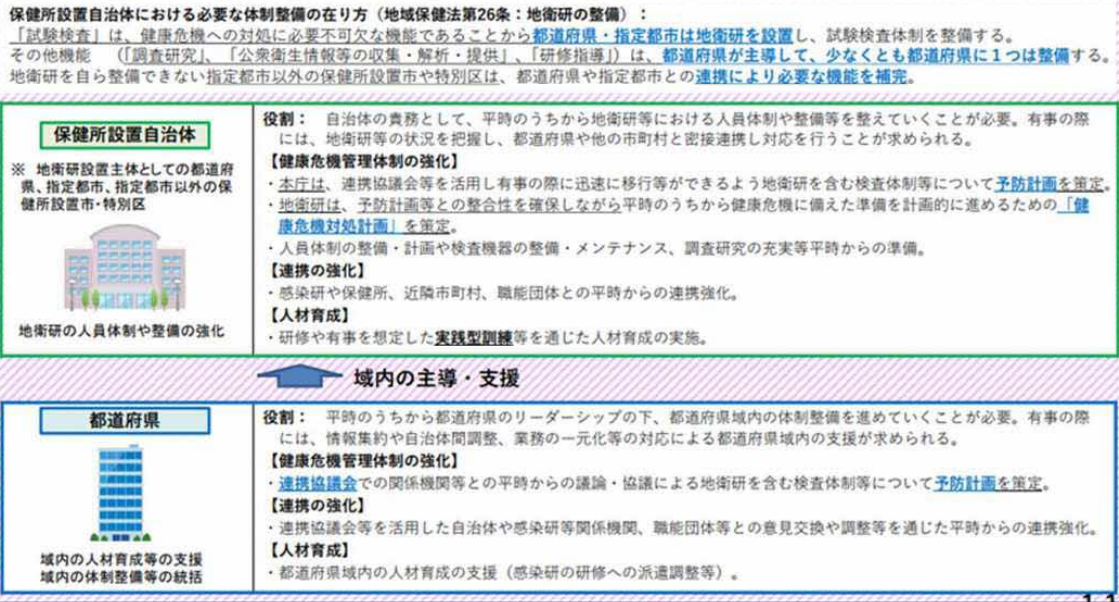 保健所設置自治体における必要な体制整備の在り方（地域保健法第26条：地衛研の整備）：
「試験検査」は、健康危機への対処に必要不可欠な機能であることから都道府県・指定都市は地衛研を設置し、試験検査体制を整備する。
その他機能　（「調査研究」、「公衆衛生情報等の収集・解析・提供」、「研修指導」）は、都道府県が主導して、少なくとも都道府県に１つは整備する。
地衛研を自ら整備できない指定都市以外の保健所設置市や特別区は、都道府県や指定都市との連携により必要な機能を補完。
保健所設置自治体
※ 地衛研設置主体としての都道府
県、指定都市、指定都市以外の保
健所設置市・特別区
地衛研の人員体制や整備の強化
役割：　自治体の責務として、平時のうちから地衛研等における人員体制や整備等を整えていくことが必要。有事の際
には、地衛研等の状況を把握し、都道府県や他の市町村と密接連携し対応を行うことが求められる。
【健康危機管理体制の強化】
・本庁は、連携協議会等を活用し有事の際に迅速に移行等ができるよう地衛研を含む検査体制等について予防計画を策定。
・地衛研は、予防計画等との整合性を確保しながら平時のうちから健康危機に備えた準備を計画的に進めるための「健
康危機対処計画」を策定。
・人員体制の整備・計画や検査機器の整備・メンテナンス、調査研究の充実等平時からの準備。
【連携の強化】
・感染研や保健所、近隣市町村、職能団体との平時からの連携強化。
【人材育成】
・研修や有事を想定した実践型訓練等を通じた人材育成の実施。
域内の主導・支援
都道府県
域内の人材育成等の支援
域内の体制整備等の統括
役割：　平時のうちから都道府県のリーダーシップの下、都道府県域内の体制整備を進めていくことが必要。有事の際
には、情報集約や自治体間調整、業務の一元化等の対応による都道府県域内の支援が求められる。
【健康危機管理体制の強化】
・連携協議会での関係機関等との平時からの議論・協議による地衛研を含む検査体制等について予防計画を策定。
【連携の強化】
・連携協議会等を活用した自治体や感染研等関係機関、職能団体等との意見交換や調整等を通じた平時からの連携強化。
【人材育成】
・都道府県域内の人材育成の支援（感染研の研修への派遣調整等）。